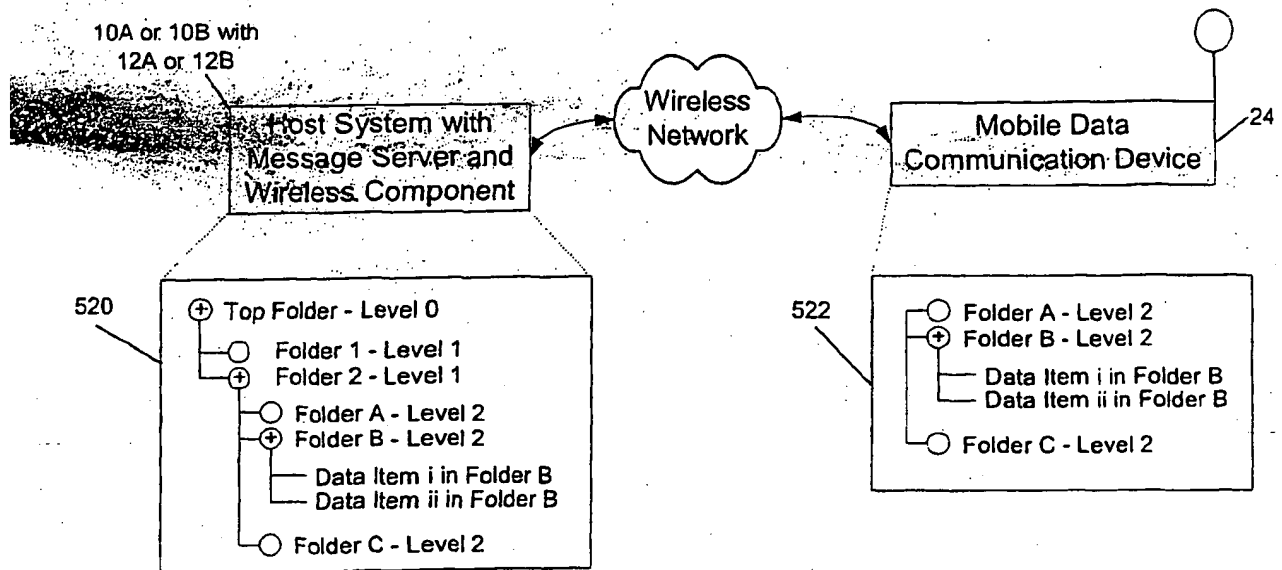 10A or 10B with
12A or 12B
Host System with
Message Server and
Wireless Component
Wireless
Network
Mobile Data
Communication Device
24
520
Top Folder - Level 0
Folder 1 - Level 1
Folder 2 - Level 1
Folder A - Level 2
Folder B - Level 2
Data Item i in Folder B
Data Item ii in Folder B
Folder C - Level 2
522
Folder A - Level 2
Folder B - Level 2
Data Item i in Folder B
Data Item ii in Folder B
Folder C - Level 2